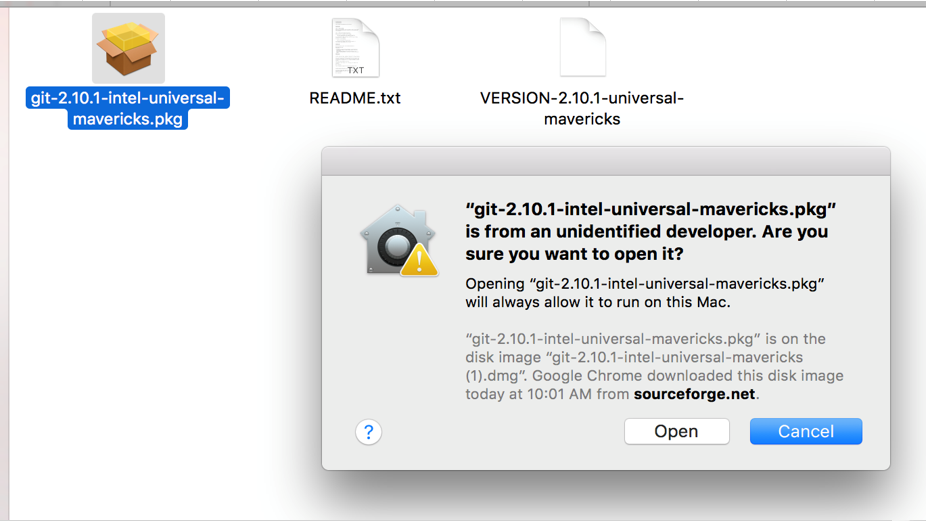 git-2.10.1-intel-universal-
mavericks.pkg
TXT
README.txt
VERSION-2.10.1-universal-
mavericks
“git-2.10.1-intel-universal-mavericks.pkg”
is from an unidentified developer. Are you
sure you want to open it?
Opening “git-2.10.1-intel-universal-mavericks.pkg”
will always allow it to run on this Mac.
“git-2.10.1-intel-universal-mavericks.pkg” is on the
disk image “git-2.10.1-intel-universal-mavericks
(1).dmg”. Google Chrome downloaded this disk image
today at 10:01 AM from sourceforge.net.
?
Open
Cancel